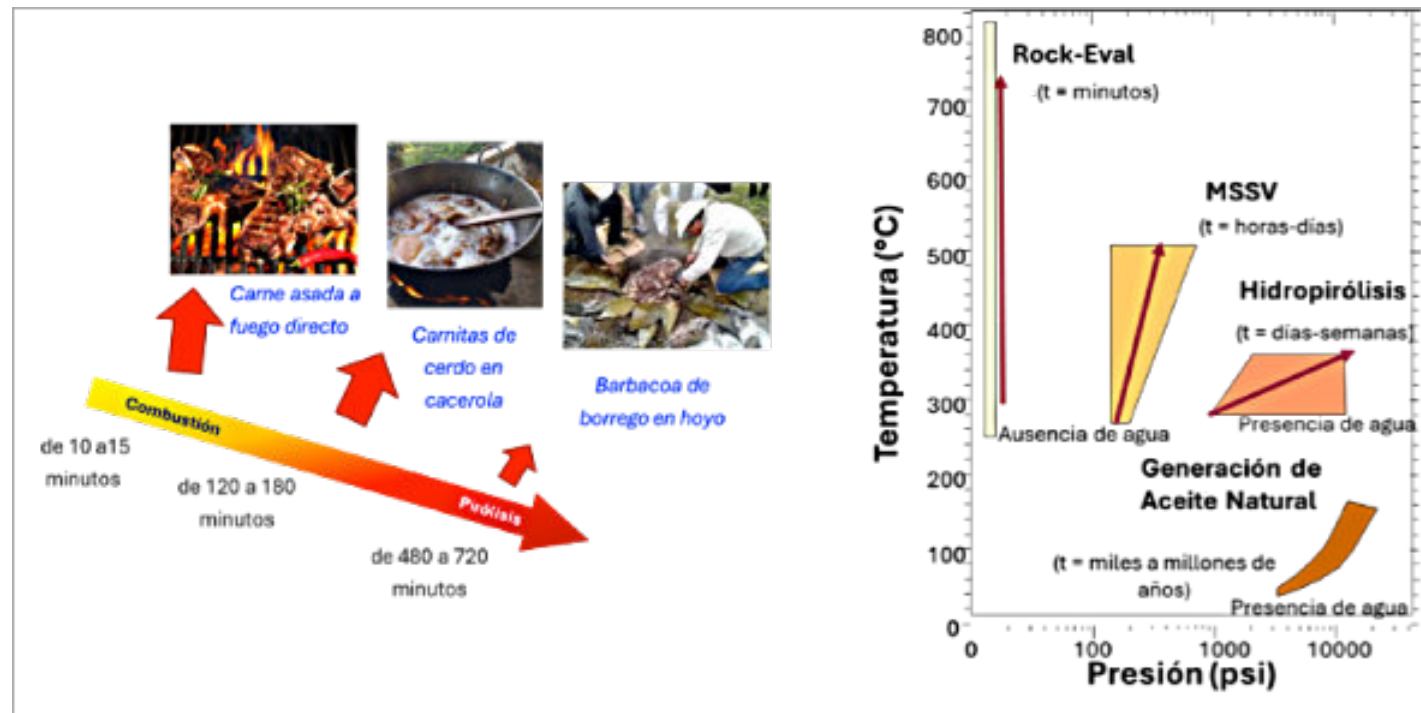 Carne asada a
fuego directo
Carnitas de
cerdo en
cacerola
Barbacoa de
borrego en hoyo
Combustión
Pirólisis
de 10 a15
minutos
de 120 a 180
minutos
de 480 a 720
minutos
Temperatura (ºC)
800
700
600
500
400
300
200
100
0
Rock-Eval
(t = minutos)
MSSV
(t = horas-días)
Hidropirólisis
(t = días-semanas)
Ausencia de agua
Presencia de agua
Generación de
Aceite Natural
(t = miles a millones de
años)
Presencia de agua
0
100
1000
10000
Presión (psi)